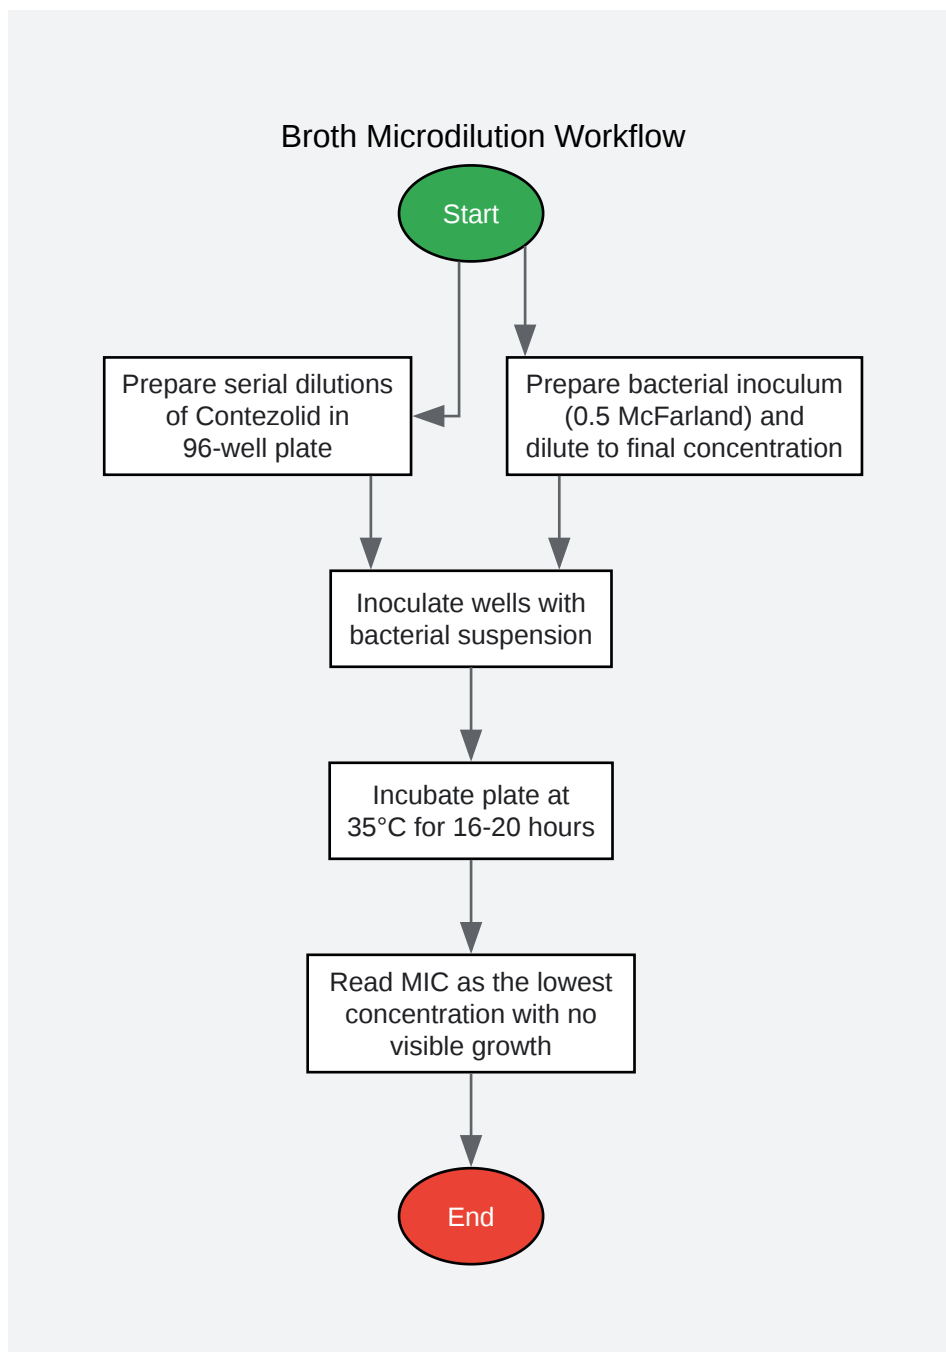 Broth Microdilution Workflow
Start
Prepare serial dilutions
of Contezolid in
96-well plate
Prepare bacterial inoculum
(0.5 McFarland) and
dilute to final concentration
Inoculate wells with
bacterial suspension
Incubate plate at
35°C for 16-20 hours
Read MIC as the lowest
concentration with no
visible growth
End